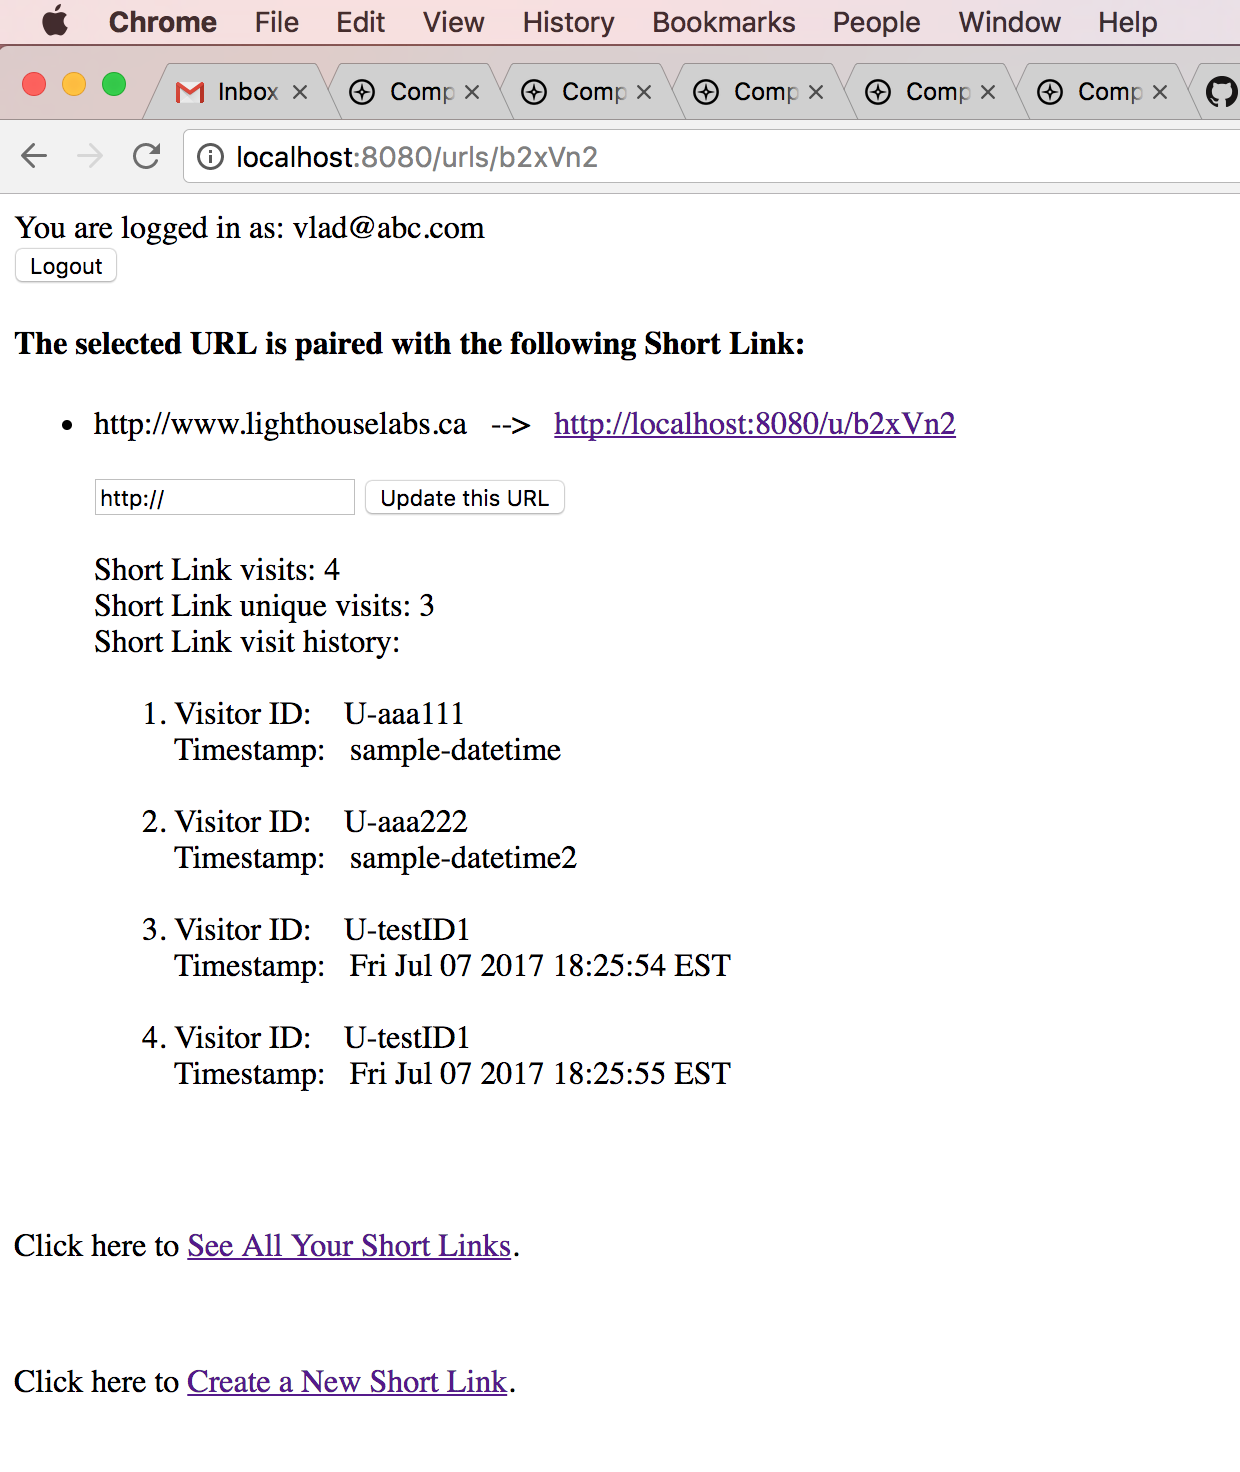 Chrome File Edit View History Bookmarks People Window Help
Inbox Comp Comp Comp Comp Comp
localhost:8080/urls/b2xVn2
You are logged in as: vlad@abc.com
Logout
The selected URL is paired with the following Short Link:
• http://www.lighthouselabs.ca --> http://localhost:8080/u/b2xVn2
http:// Update this URL
Short Link visits: 4
Short Link unique visits: 3
Short Link visit history:
1. Visitor ID: U-aaa111
Timestamp: sample-datetime
2. Visitor ID: U-aaa222
Timestamp: sample-datetime2
3. Visitor ID: U-testID1
Timestamp: Fri Jul 07 2017 18:25:54 EST
4. Visitor ID: U-testID1
Timestamp: Fri Jul 07 2017 18:25:55 EST
Click here to See All Your Short Links.
Click here to Create a New Short Link.